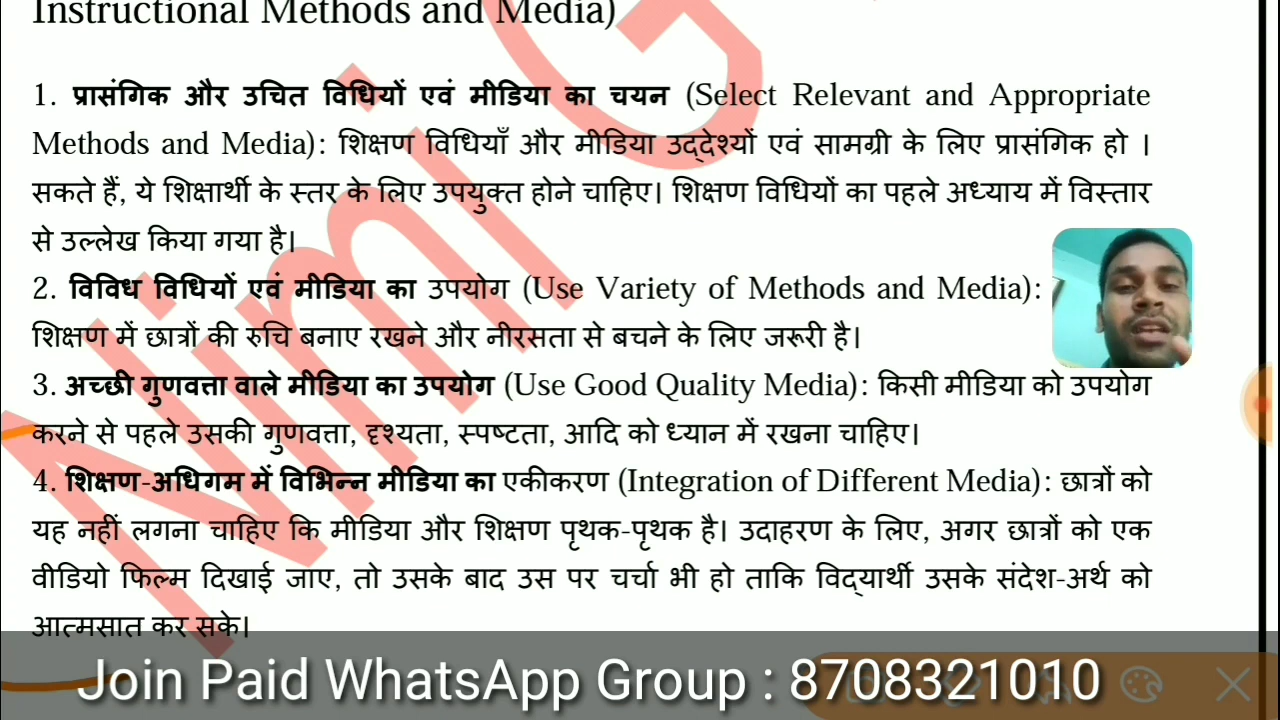 Instructional Methods and Media)
1. प्रासंगिक और उचित विधियों एवं मीडिया का चयन (Select Relevant and Appropriate
Methods and Media): शिक्षण विधियाँ और मीडिया उद्देश्यों एवं सामग्री के लिए प्रासंगिक हो ।
सकते हैं, ये शिक्षार्थी के स्तर के लिए उपयुक्त होने चाहिए। शिक्षण विधियों का पहले अध्याय में विस्तार
से उल्लेख किया गया है।
2. विविध विधियों एवं मीडिया का उपयोग (Use Variety of Methods and Media):
शिक्षण में छात्रों की रुचि बनाए रखने और नीरसता से बचने के लिए जरूरी है।
3. अच्छी गुणवत्ता वाले मीडिया का उपयोग (Use Good Quality Media): किसी मीडिया को उपयोग
करने से पहले उसकी गुणवत्ता, दृश्यता, स्पष्टता, आदि को ध्यान में रखना चाहिए।
4. शिक्षण-अधिगम में विभिन्न मीडिया का एकीकरण (Integration of Different Media): छात्रों को
यह नहीं लगना चाहिए कि मीडिया और शिक्षण पृथक-पृथक है। उदाहरण के लिए, अगर छात्रों को एक
वीडियो फिल्म दिखाई जाए, तो उसके बाद उस पर चर्चा भी हो ताकि विद्यार्थी उसके संदेश-अर्थ को
आत्मसात कर सके।
Nimi G
Join Paid WhatsApp Group : 8708321010